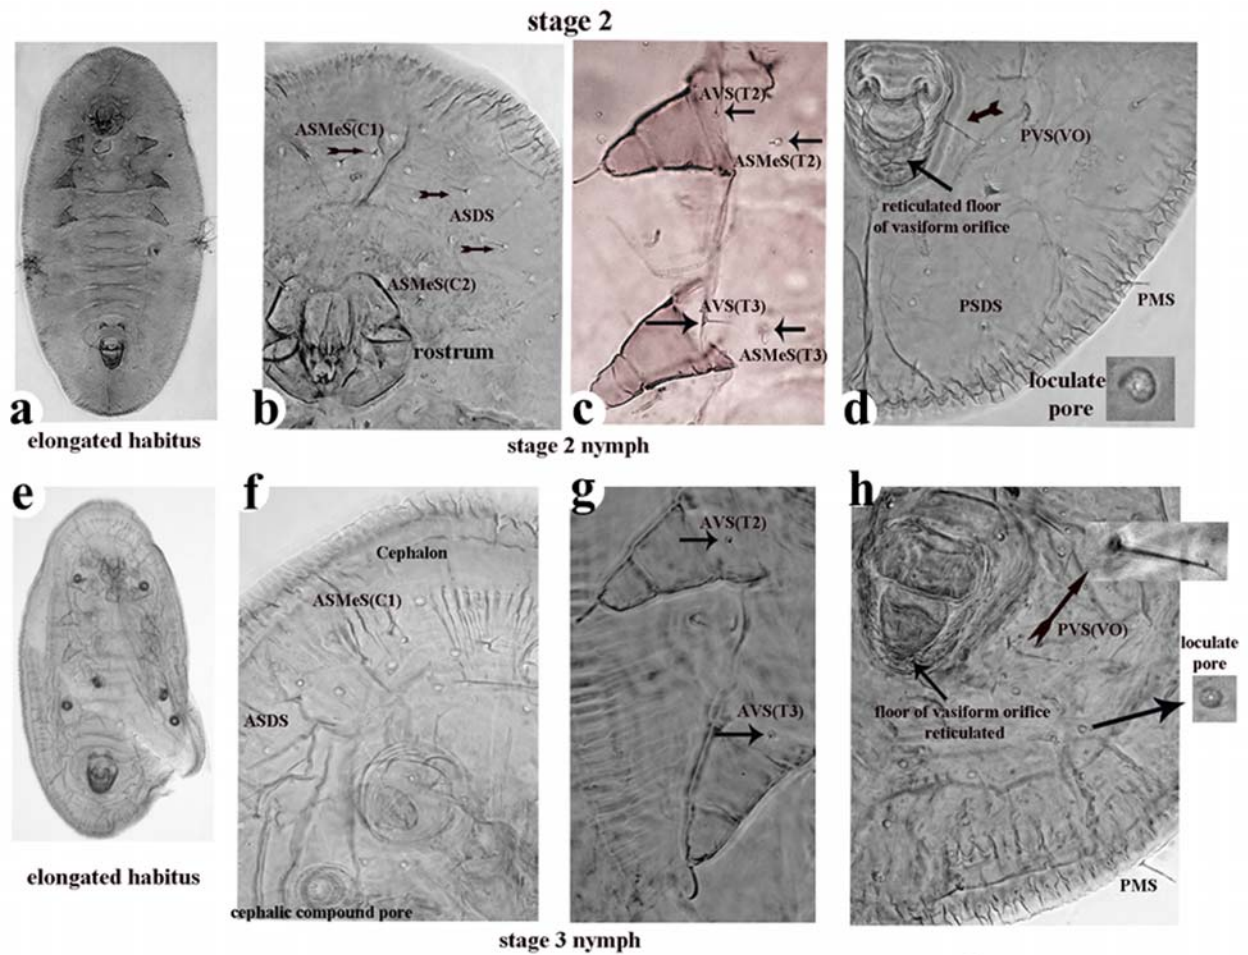 stage 2
a
elongated habitus
b
ASMeS(C1)
ASDS
ASMeS(C2)
rostrum
c
AVS(T2)
ASMeS(T2)
AVS(T3)
ASMeS(T3)
d
PVS(VO)
reticulated floor
of vasiform orifice
PSDS
PMS
loculate
pore
stage 2 nymph
e
elongated habitus
f
Cephalon
ASMeS(C1)
ASDS
cephalic compound pore
g
AVS(T2)
AVS(T3)
h
PVS(VO)
loculate
pore
floor of vasiform orifice
reticulated
PMS
stage 3 nymph